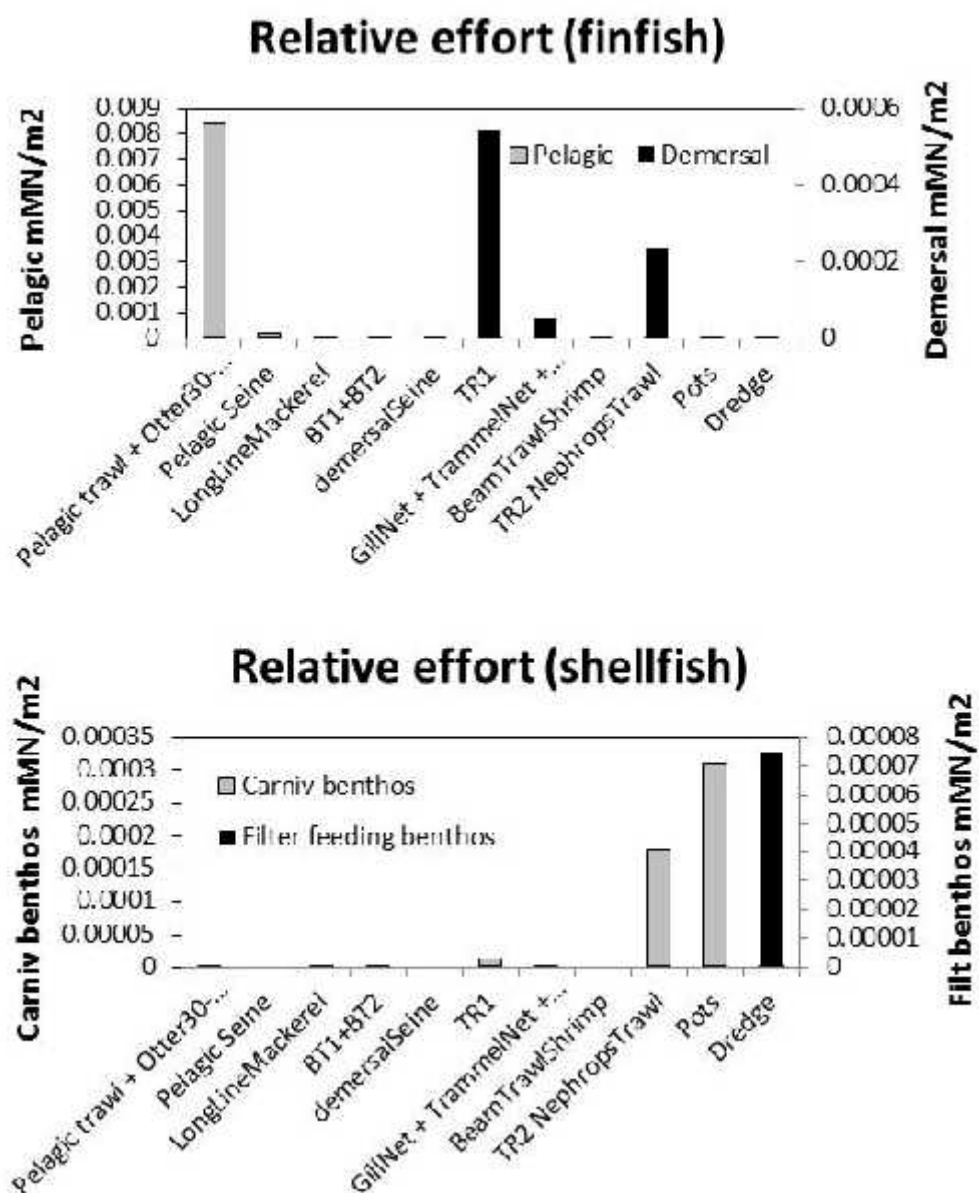 Relative effort (finfish)
Pelagic mMN/m2
0.009
0.008
0.007
0.006
0.005
0.004
0.003
0.002
0.001
0
Pelagic Demersal
0.0006
0.0004
0.0002
0
Demersal mMN/m2
Pelagic trawl + Otter30-...
Pelagic Seine
LongLineMackerel
BT1+BT2
demersalSeine
TR1
GillNet + TrammelNet + ...
BeamTrawlShrimp
TR2 NephropsTrawl
Pots
Dredge
Relative effort (shellfish)
Carniv benthos mMN/m2
0.00035
0.0003
0.00025
0.0002
0.00015
0.0001
0.00005
0
Carniv benthos
Filter feeding benthos
0.00008
0.00007
0.00006
0.00005
0.00004
0.00003
0.00002
0.00001
0
Filt benthos mMN/m2
Pelagic trawl + Otter30-...
Pelagic Seine
LongLineMackerel
BT1+BT2
demersalSeine
TR1
GillNet + TrammelNet + ...
BeamTrawlShrimp
TR2 NephropsTrawl
Pots
Dredge